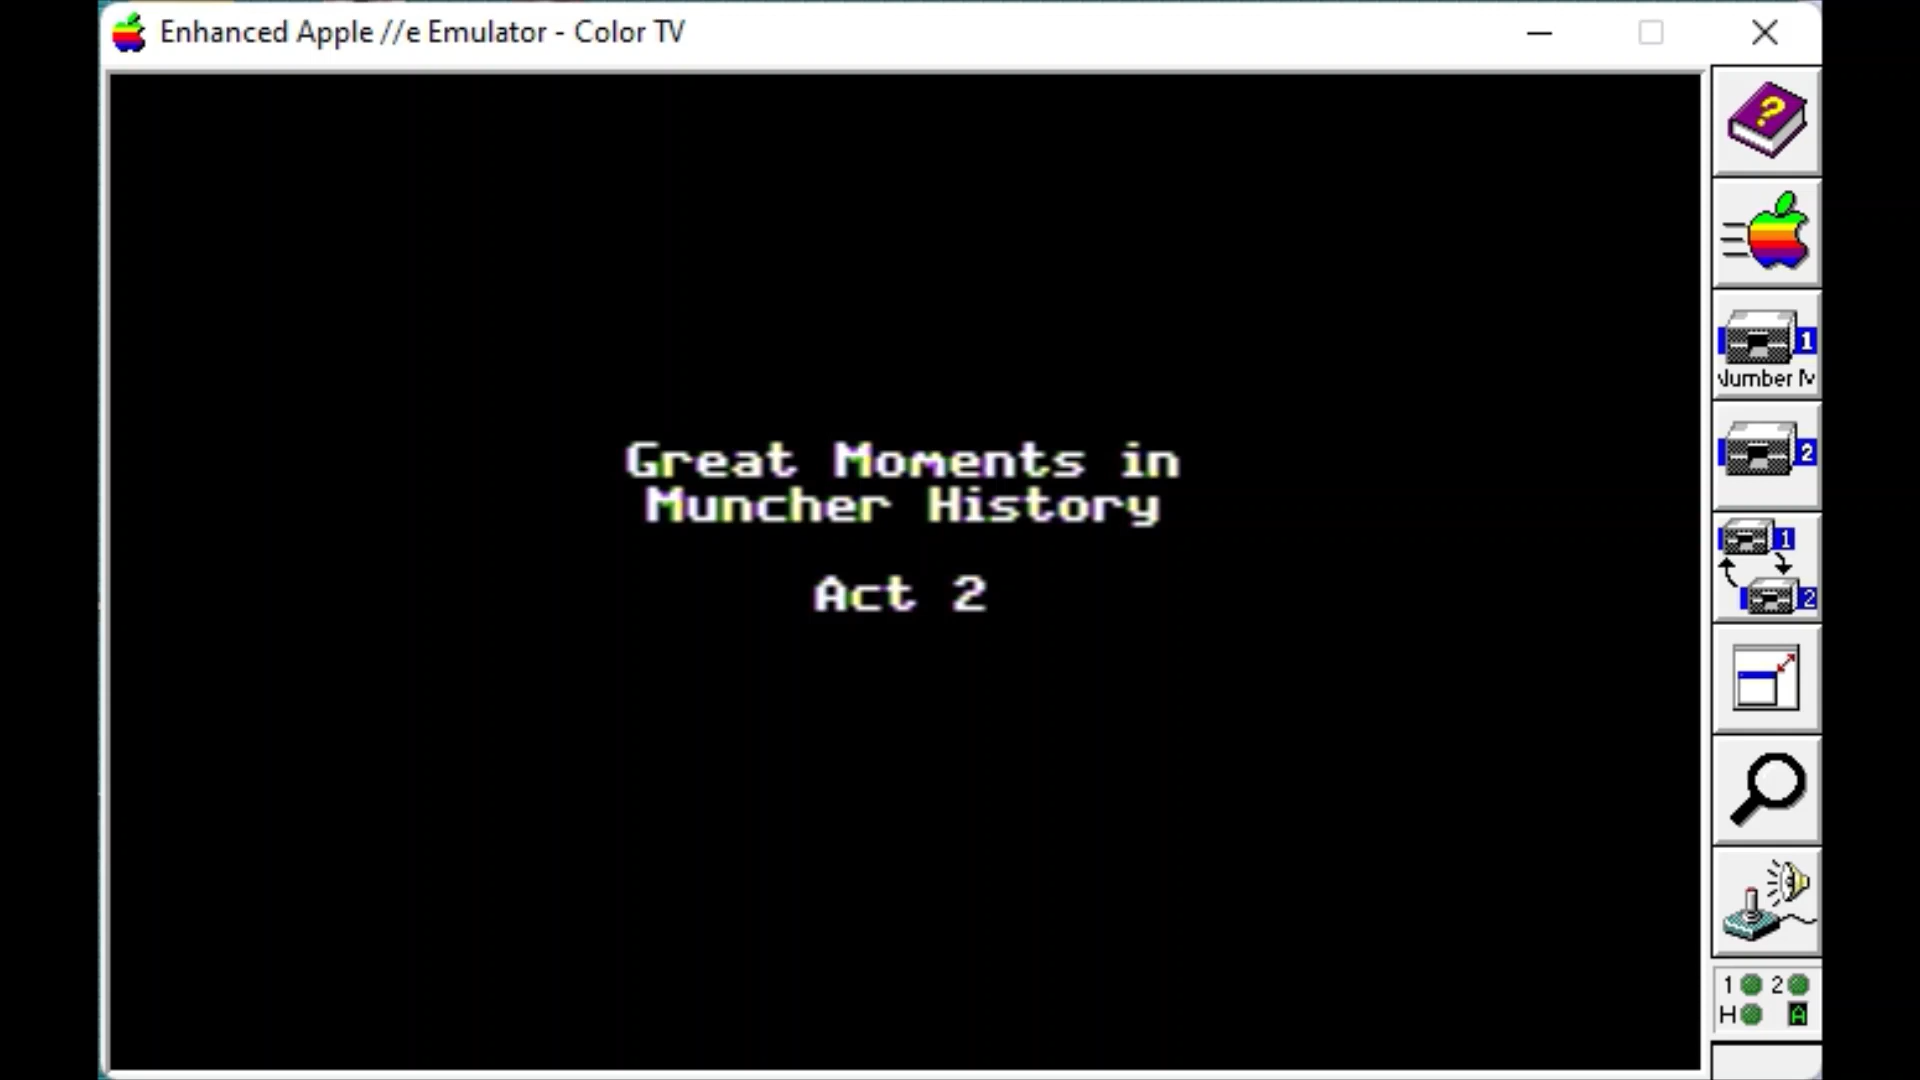 Enhanced Apple //e Emulator - Color TV
1
Number M
2
1
2
Great Moments in
Muncher History
Act 2
1 2
H A